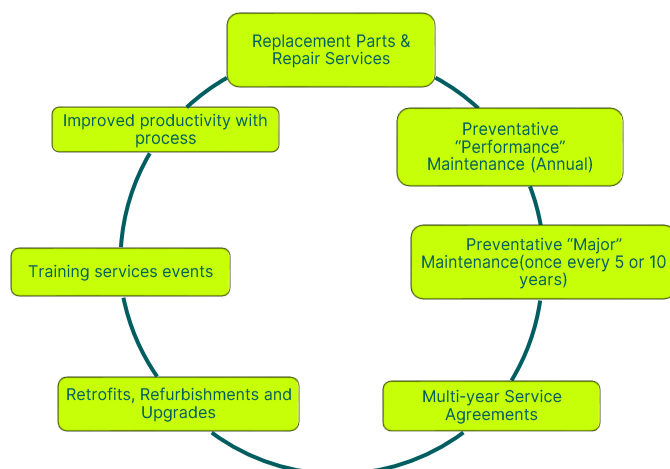 Replacement Parts &
Repair Services
Preventative
“Performance”
Maintenance (Annual)
Preventative “Major”
Maintenance(once every 5 or 10
years)
Multi-year Service
Agreements
Retrofits, Refurbishments and
Upgrades
Training services events
Improved productivity with
process